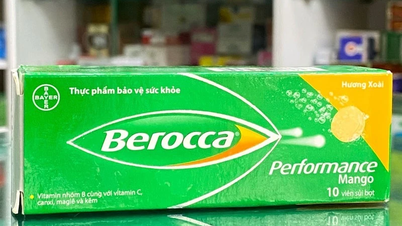 BAYER
Thực phẩm bảo vệ sức khỏe
Hương Xoài
Berocca
Performance
Mango
10 viên sủi bọt
Vitamin nhóm B cùng với vitamin C,
canxi, magiê và kẽm